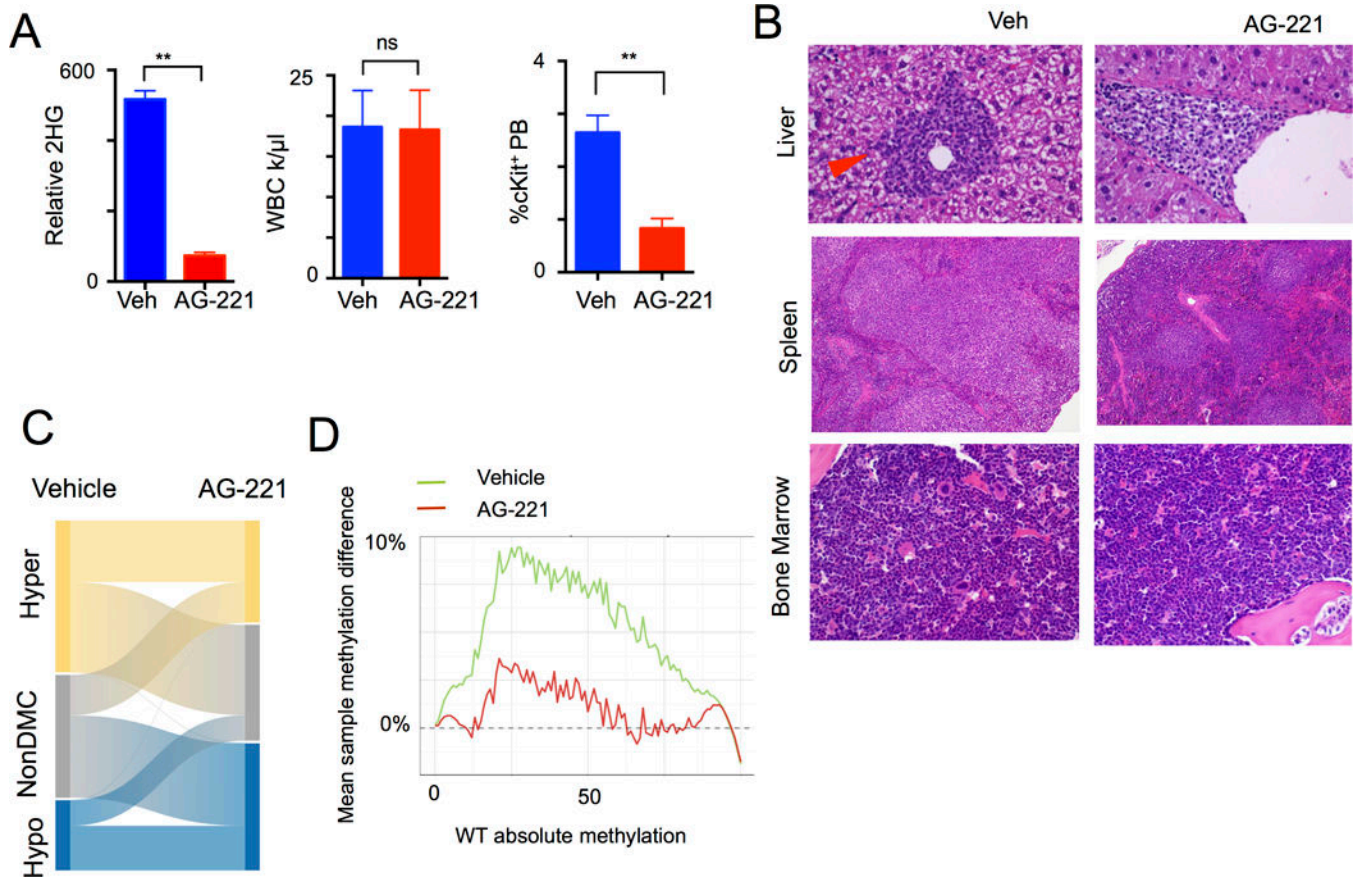 A
**
600
0
Relative 2HG
Veh AG-221
ns
25
0
WBC k/µl
Veh AG-221
**
4
0
%cKit⁺ PB
Veh AG-221
B
Veh AG-221
Liver
Spleen
Bone Marrow
C
Vehicle AG-221
Hyper
NonDMC
Hypo
D
Vehicle
AG-221
10%
0%
Mean sample methylation difference
0 50
WT absolute methylation